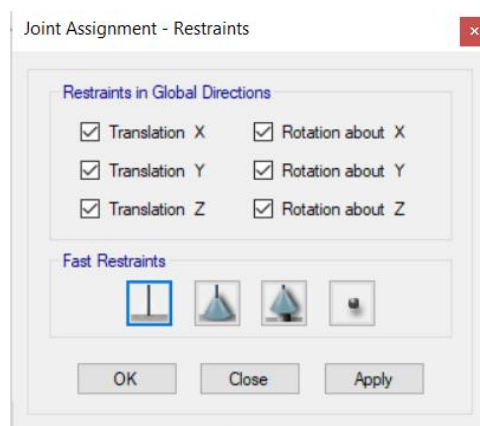 Joint Assignment - Restraints
Restraints in Global Directions
Translation X Rotation about X
Translation Y Rotation about Y
Translation Z Rotation about Z
Fast Restraints
OK Close Apply